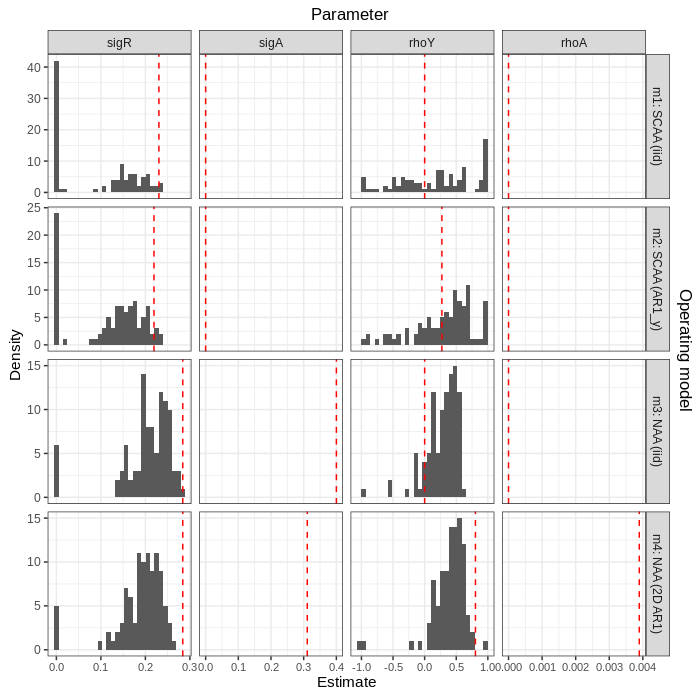 Parameter
sigR sigA rhoY rhoA
40
30
20
10
0
m1: SCAA (iid)
25
20
15
10
5
0
m2: SCAA (AR1_y)
15
10
5
0
m3: NAA (iid)
15
10
5
0
m4: NAA (2D AR1)
Density
Operating model
0.0 0.1 0.2 0.3 0.0 0.1 0.2 0.3 0.4 -1.0 -0.5 0.0 0.5 1.0 0.000 0.001 0.002 0.003 0.004
Estimate